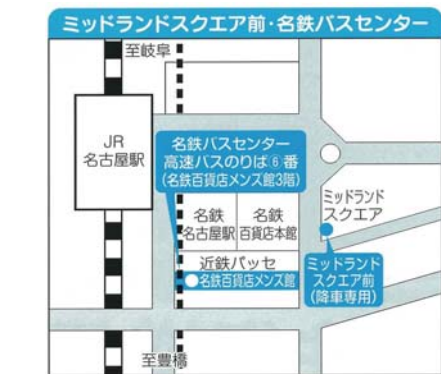 ミッドランドスクエア前・名鉄バスセンター
至岐阜
JR
名古屋駅
名鉄バスセンター
高速バスのりば⑥番
(名鉄百貨店メンズ館3階)
ミッドランド
スクエア
名鉄
名古屋駅
名鉄
百貨店本館
近鉄パッセ
名鉄百貨店メンズ館
ミッドランド
スクエア前
(降車専用)
至豊橋